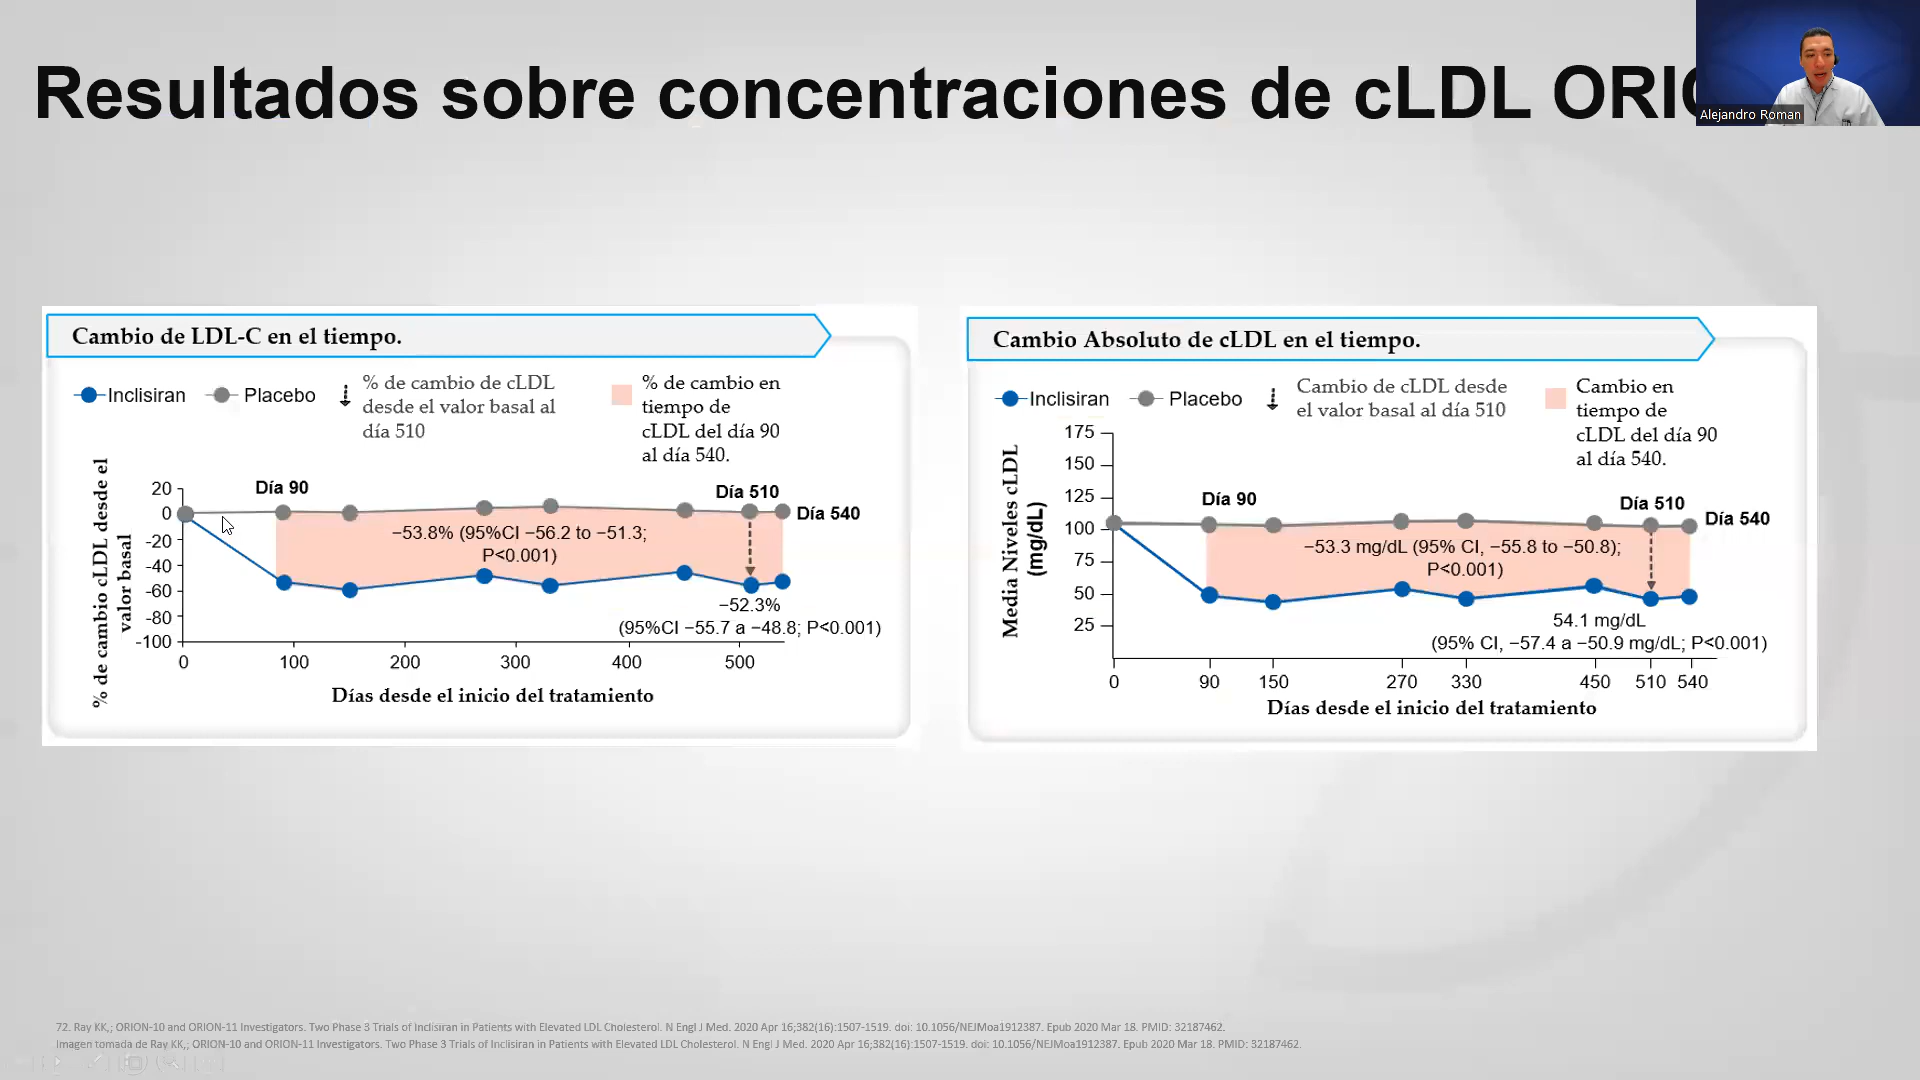 Resultados sobre concentraciones de cLDL
Alejandro Roman
Cambio de LDL-C en el tiempo.
Inclisiran
Placebo
% de cambio de cLDL
desde el valor basal al
día 510
% de cambio en
tiempo de
cLDL del día 90
al día 540.
% de cambio cLDL desde el
valor basal
20
0
-20
-40
-60
-80
-100
Día 90
Día 510
Día 540
−53.8% (95%CI −56.2 to −51.3;
P<0.001)
−52.3%
(95%CI −55.7 a −48.8; P<0.001)
0 100 200 300 400 500
Días desde el inicio del tratamiento
Cambio Absoluto de cLDL en el tiempo.
Inclisiran
Placebo
Cambio de cLDL desde
el valor basal al día 510
Cambio en
tiempo de
cLDL del día 90
al día 540.
Media Niveles cLDL
(mg/dL)
175
150
125
100
75
50
25
Día 90
Día 510
Día 540
−53.3 mg/dL (95% CI, −55.8 to −50.8);
P<0.001)
54.1 mg/dL
(95% CI, −57.4 a −50.9 mg/dL; P<0.001)
0 90 150 270 330 450 510 540
Días desde el inicio del tratamiento
72. Ray KK,; ORION-10 and ORION-11 Investigators. Two Phase 3 Trials of Inclisiran in Patients with Elevated LDL Cholesterol. N Engl J Med. 2020 Apr 16;382(16):1507-1519. doi: 10.1056/NEJMoa1912387. Epub 2020 Mar 18. PMID: 32187462.
Imagen tomada de Ray KK,; ORION-10 and ORION-11 Investigators. Two Phase 3 Trials of Inclisiran in Patients with Elevated LDL Cholesterol. N Engl J Med. 2020 Apr 16;382(16):1507-1519. doi: 10.1056/NEJMoa1912387. Epub 2020 Mar 18. PMID: 32187462.